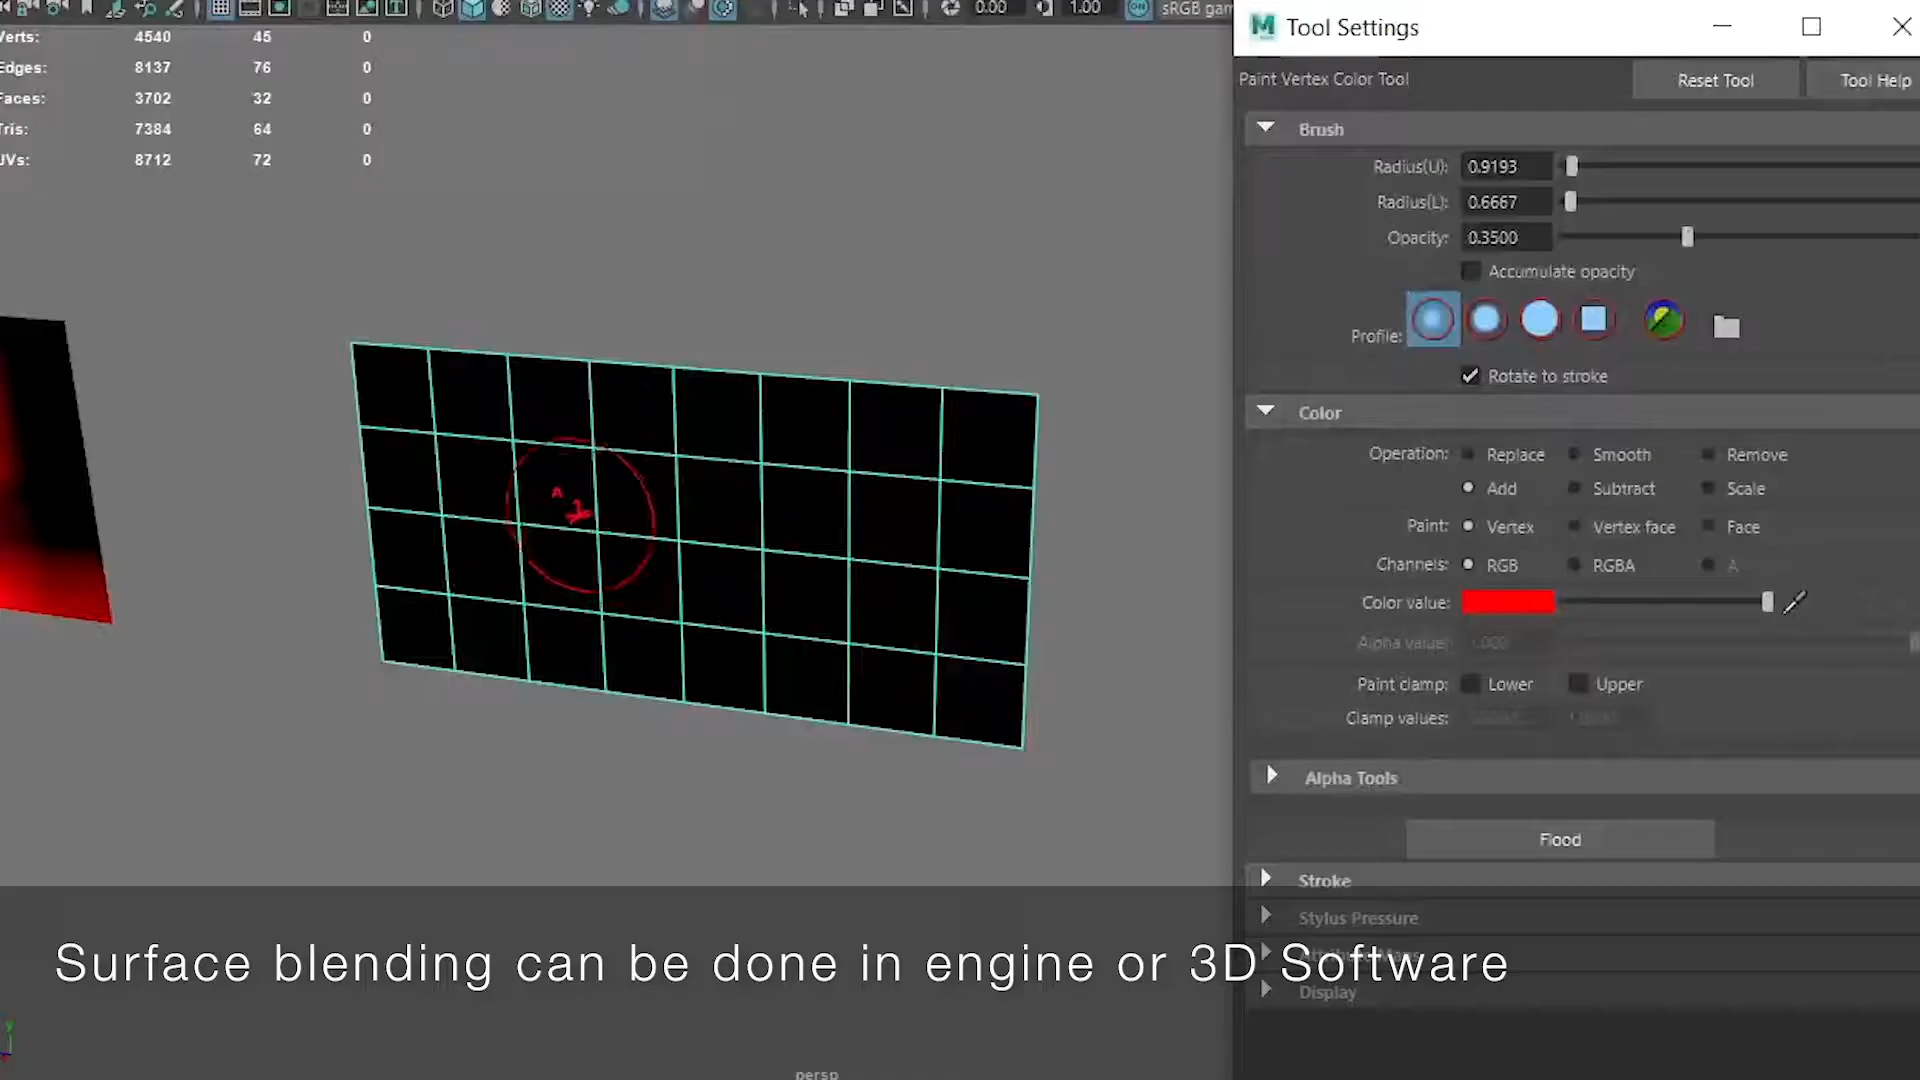 0.00 1.00 ON sRGB gam
Verts: 4540 45 0
Edges: 8137 76 0
Faces: 3702 32 0
Tris: 7384 64 0
UVs: 8712 72 0
Tool Settings
Paint Vertex Color Tool
Reset Tool
Tool Help
Brush
Radius(U): 0.9193
Radius(L): 0.6667
Opacity: 0.3500
Accumulate opacity
Profile:
Rotate to stroke
Color
Operation: Replace Smooth Remove
Add Subtract Scale
Paint: Vertex Vertex face Face
Channels: RGB RGBA A
Color value:
Alpha value: 1.000
Paint clamp: Lower Upper
Clamp values:
Alpha Tools
Flood
Stroke
Stylus Pressure
Surface blending can be done in engine or 3D Software
Display
persp